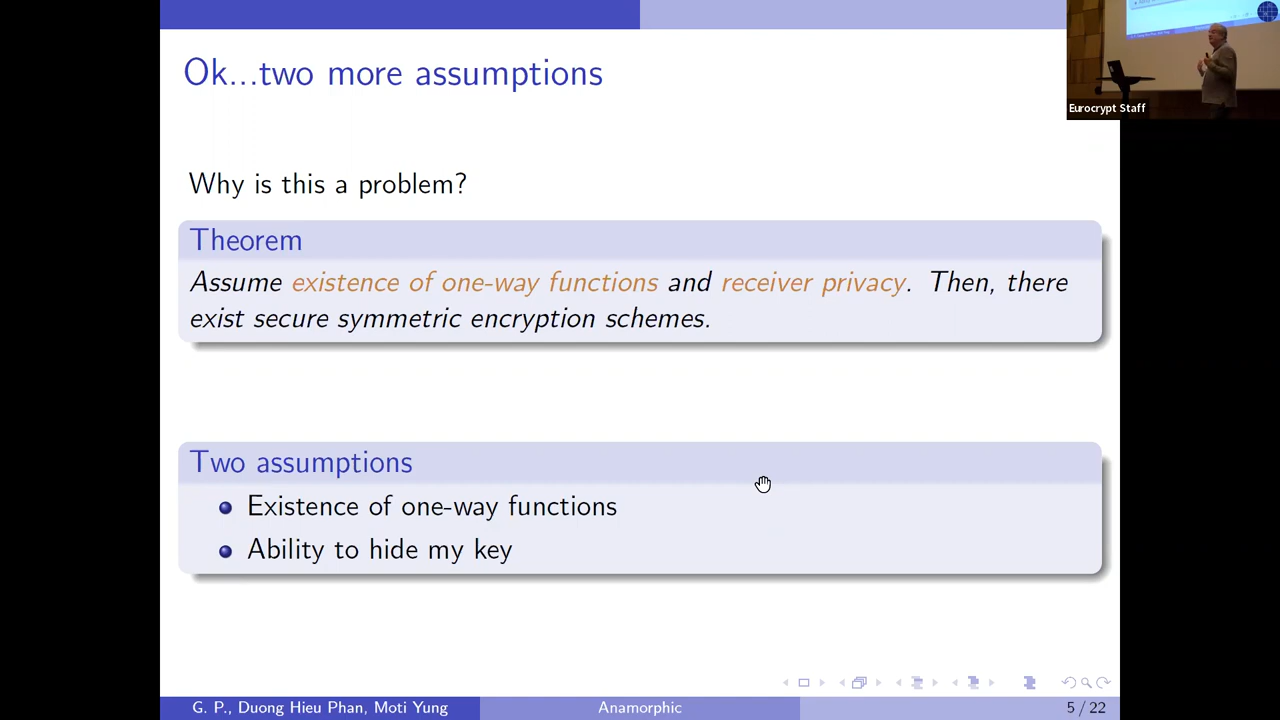 Ok...two more assumptions
Eurocrypt Staff
Why is this a problem?
Theorem
Assume existence of one-way functions and receiver privacy. Then, there
exist secure symmetric encryption schemes.
Two assumptions
Existence of one-way functions
Ability to hide my key
G. P., Duong Hieu Phan, Moti Yung
Anamorphic
5 / 22